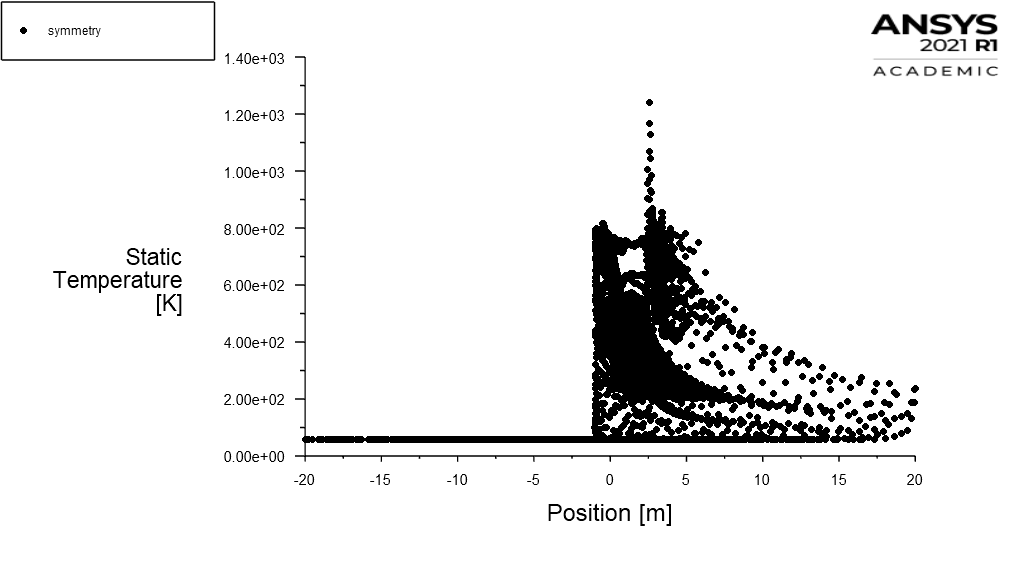 symmetry
ANSYS
2021 R1
ACADEMIC
1.40e+03
1.20e+03
1.00e+03
8.00e+02
6.00e+02
4.00e+02
2.00e+02
0.00e+00
Static
Temperature
[K]
-20 -15 -10 -5 0 5 10 15 20
Position [m]